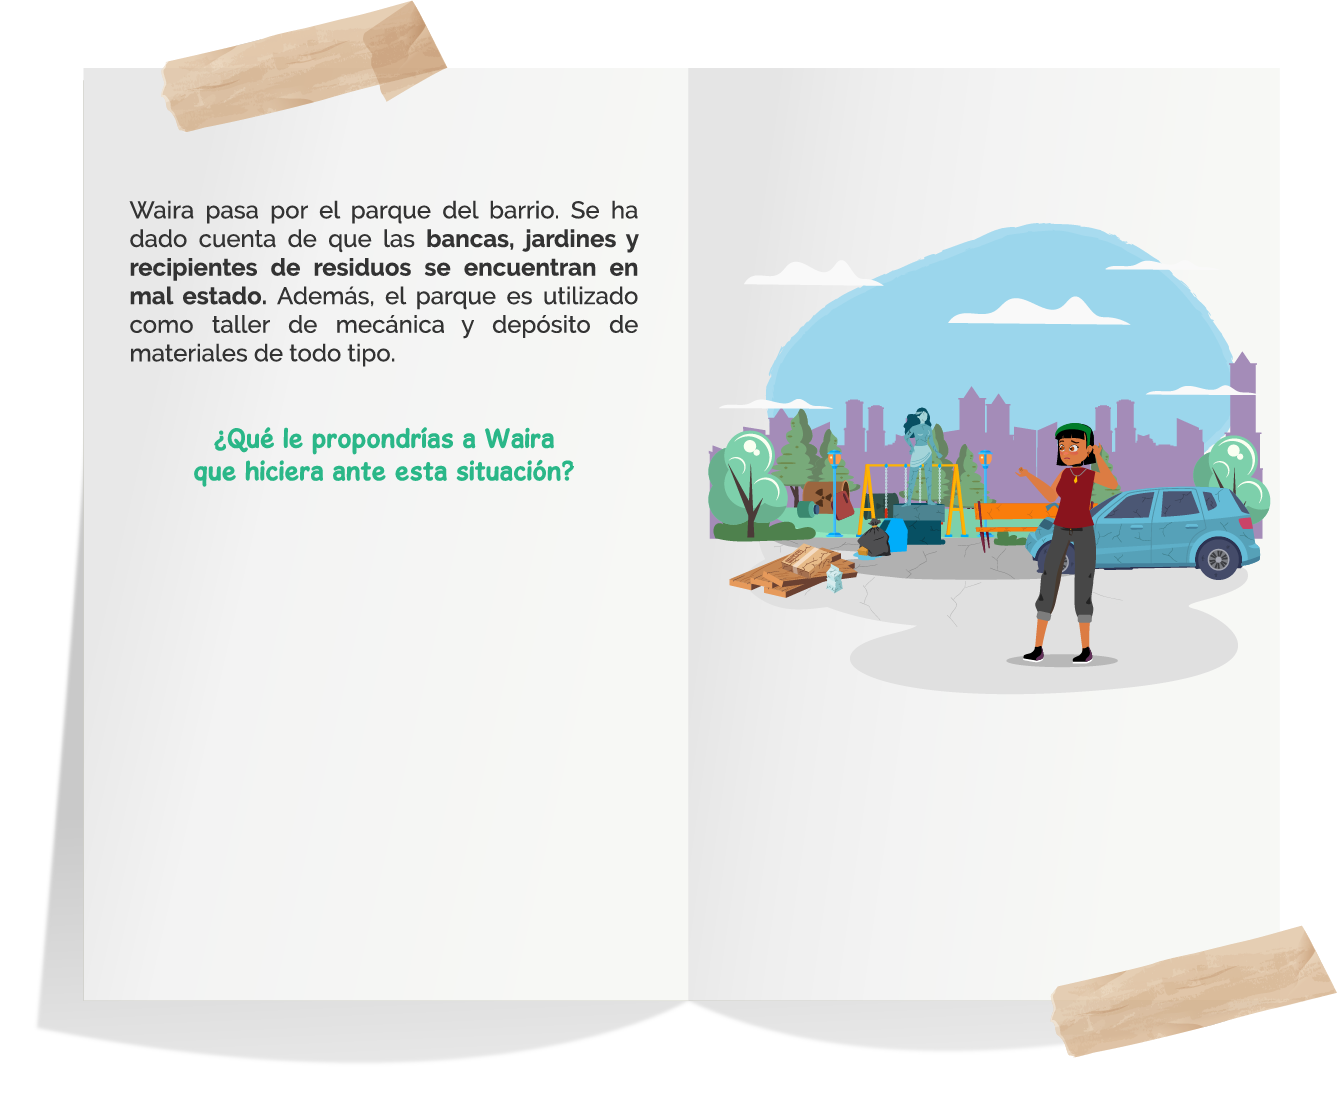 Waira pasa por el parque del barrio. Se ha
dado cuenta de que las bancas, jardines y
recipientes de residuos se encuentran en
mal estado. Además, el parque es utilizado
como taller de mecánica y depósito de
materiales de todo tipo.
¿Qué le propondrías a Waira
que hiciera ante esta situación?